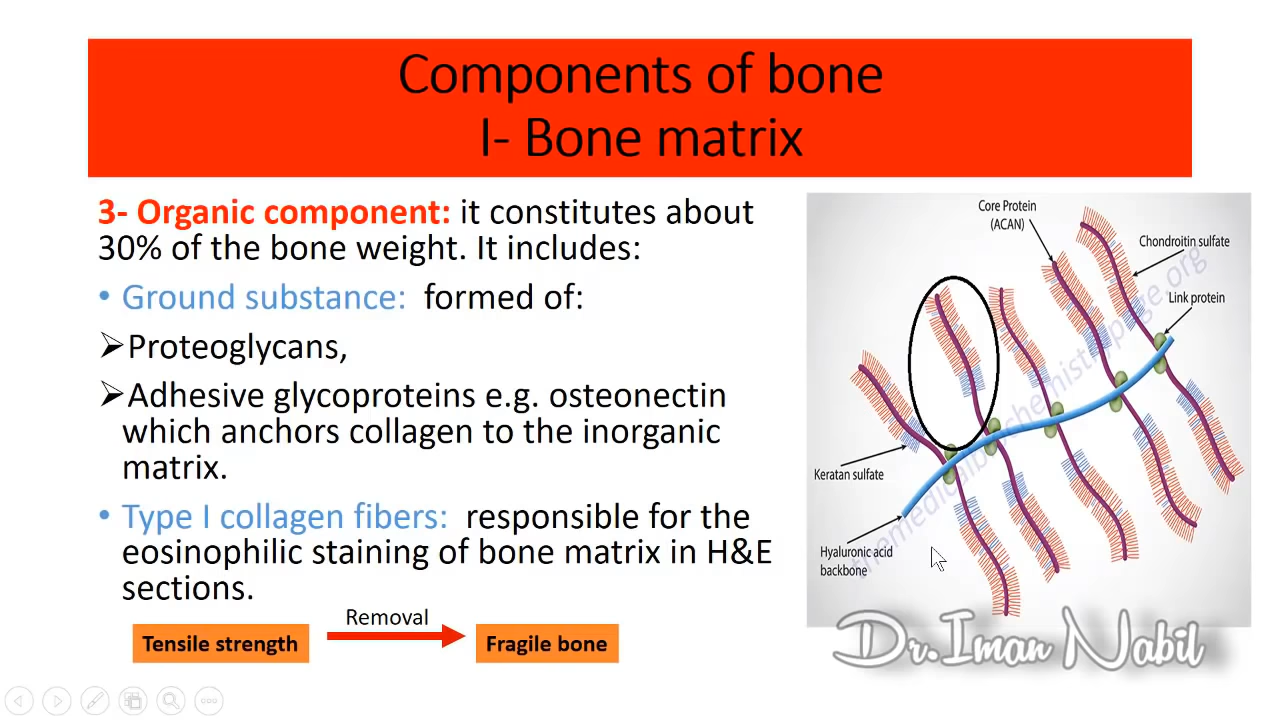 Components of bone
I- Bone matrix
3- Organic component: it constitutes about
30% of the bone weight. It includes:
• Ground substance: formed of:
➢Proteoglycans,
➢Adhesive glycoproteins e.g. osteonectin
which anchors collagen to the inorganic
matrix.
• Type I collagen fibers: responsible for the
eosinophilic staining of bone matrix in H&E
sections.
Removal
Tensile strength
Fragile bone
Core Protein
(ACAN)
Chondroitin sulfate
Link protein
Keratan sulfate
Hyaluronic acid
backbone
themedicalbiochemistrypage.org
Dr.Iman Nabil